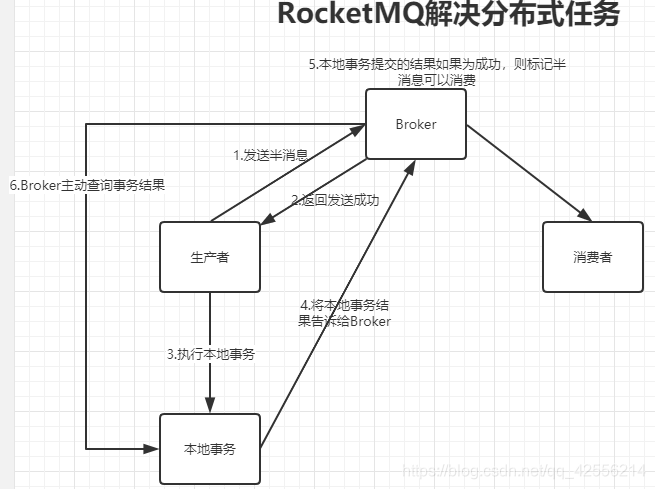 RocketMQ解决分布式任务
5.本地事务提交的结果如果为成功，则标记半
消息可以消费
Broker
1.发送半消息
6.Broker主动查询事务结果
2.返回发送成功
生产者
消费者
4.将本地事务结
果告诉给Broker
3.执行本地事务
本地事务
https://blog.csdn.net/qq_42556214